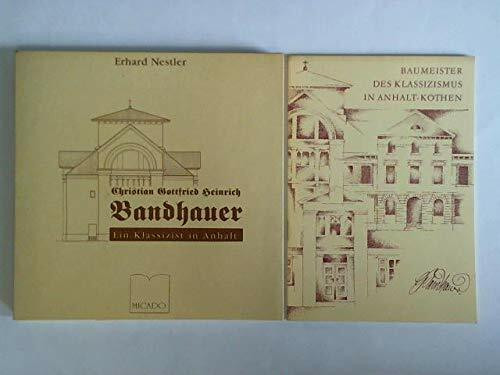 Erhard Nestler
Christian Gottfried Heinrich
Bandhauer
Ein Klassizist in Anhalt
MICADO
BAUMEISTER
DES KLASSIZISMUS
IN ANHALT-KÖTHEN